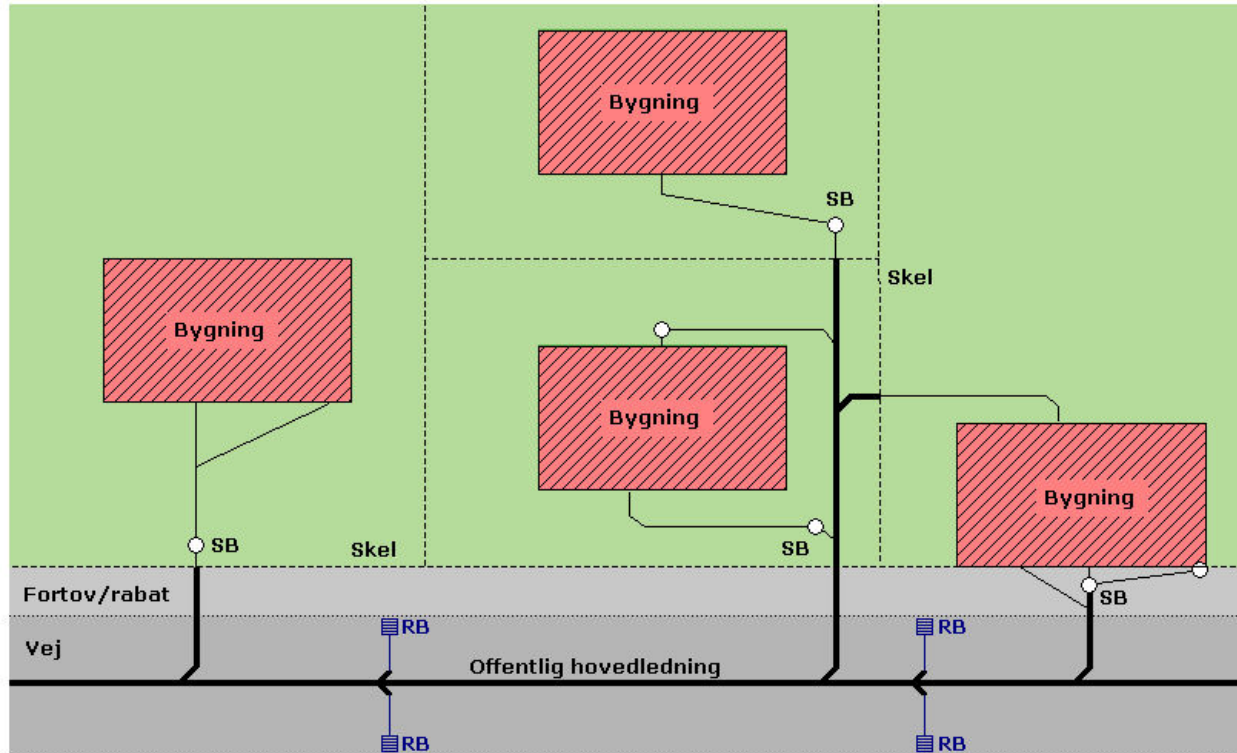 Bygning
SB
Skel
Bygning
Bygning
Bygning
SB
Skel
SB
Fortov/rabat
SB
RB
RB
Vej
Offentlig hovedledning
RB
RB